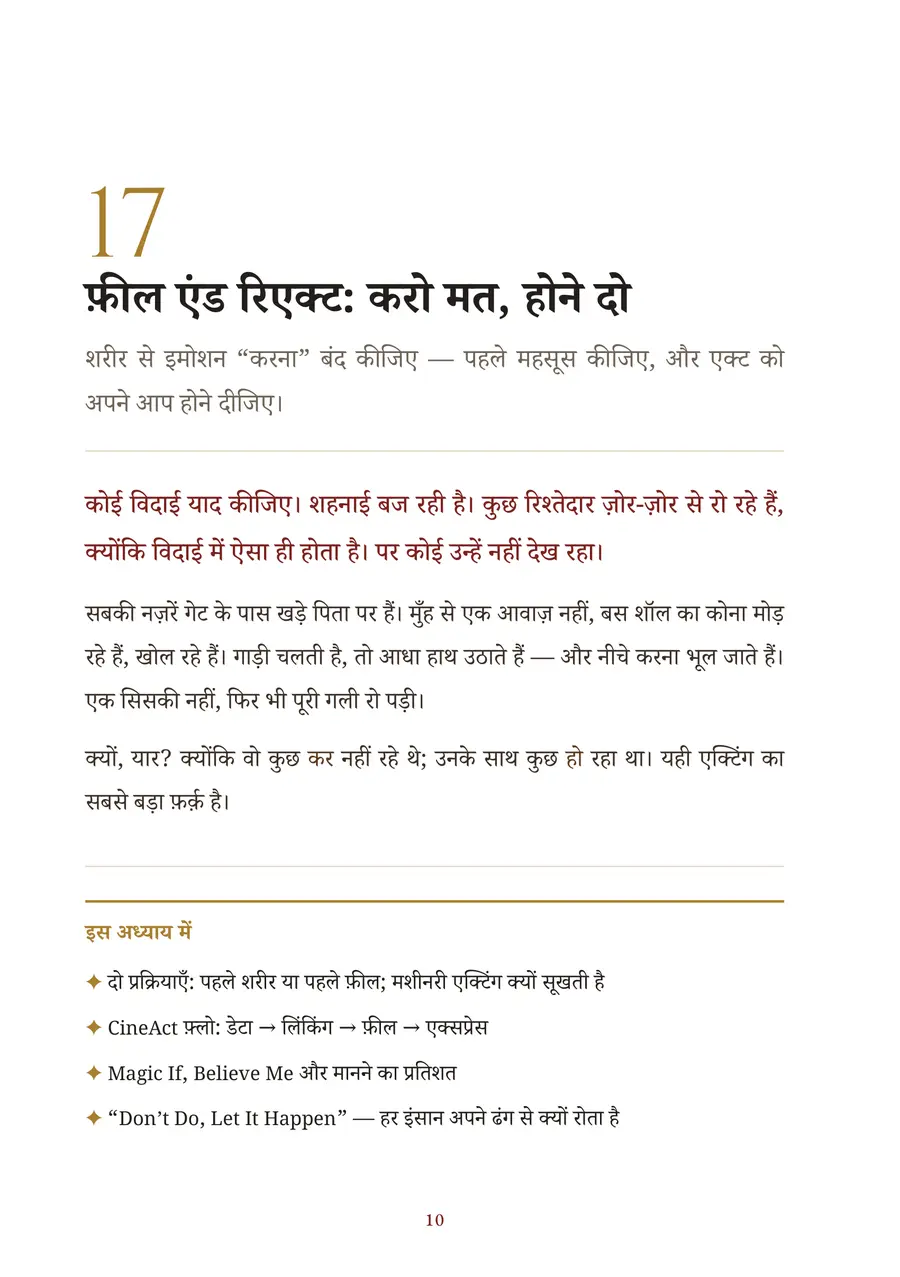 17
फ़ील एंड रिएक्ट: करो मत, होने दो
शरीर से इमोशन “करना” बंद कीजिए — पहले महसूस कीजिए, और एक्ट को
अपने आप होने दीजिए।
कोई विदाई याद कीजिए। शहनाई बज रही है। कुछ रिश्तेदार ज़ोर-ज़ोर से रो रहे हैं,
क्योंकि विदाई में ऐसा ही होता है। पर कोई उन्हें नहीं देख रहा।
सबकी नज़रें गेट के पास खड़े पिता पर हैं। मुँह से एक आवाज़ नहीं, बस शॉल का कोना मोड़
रहे हैं, खोल रहे हैं। गाड़ी चलती है, तो आधा हाथ उठाते हैं — और नीचे करना भूल जाते हैं।
एक सिसकी नहीं, फिर भी पूरी गली रो पड़ी।
क्यों, यार? क्योंकि वो कुछ कर नहीं रहे थे; उनके साथ कुछ हो रहा था। यही एक्टिंग का
सबसे बड़ा फ़र्क़ है।
इस अध्याय में
✦ दो प्रक्रियाएँ: पहले शरीर या पहले फ़ील; मशीनरी एक्टिंग क्यों सूखती है
✦ CineAct फ़्लो: डेटा → लिंकिंग → फ़ील → एक्सप्रेस
✦ Magic If, Believe Me और मानने का प्रतिशत
✦ “Don’t Do, Let It Happen” — हर इंसान अपने ढंग से क्यों रोता है
10